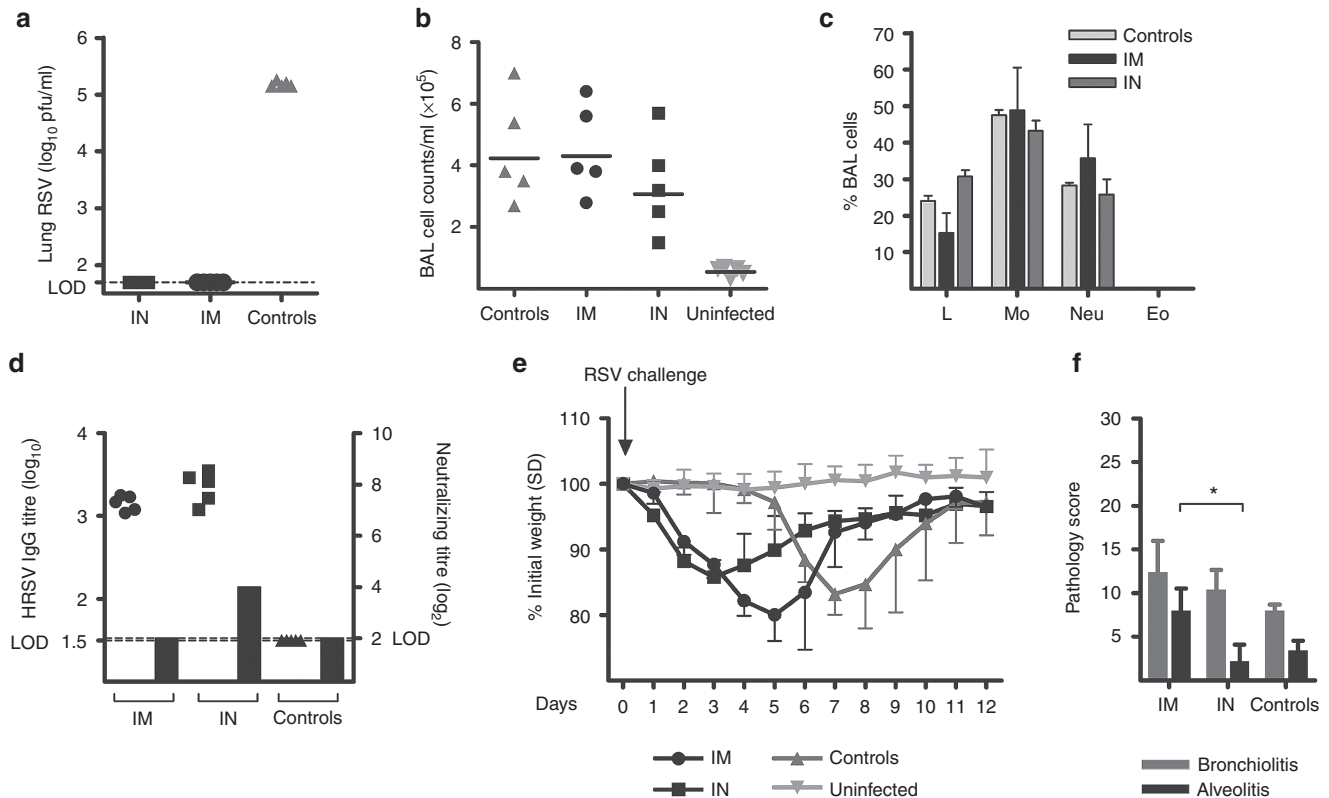 a
6
5
4
3
2
LOD
Lung RSV (log10 pfu/ml)
IN IM Controls
b
8
6
4
2
BAL cell counts/ml (×10⁵)
Controls IM IN Uninfected
c
70
60
50
40
30
20
10
% BAL cells
Controls
IM
IN
L Mo Neu Eo
d
4
3
2
LOD 1.5
HRSV IgG titre (log10)
10
8
6
4
2 LOD
Neutralizing titre (log2)
IM IN Controls
e
RSV challenge
110
100
90
80
% Initial weight (SD)
Days 0 1 2 3 4 5 6 7 8 9 10 11 12
IM Controls
IN Uninfected
f
30
25
20
15
10
5
Pathology score
*
IM IN Controls
Bronchiolitis
Alveolitis